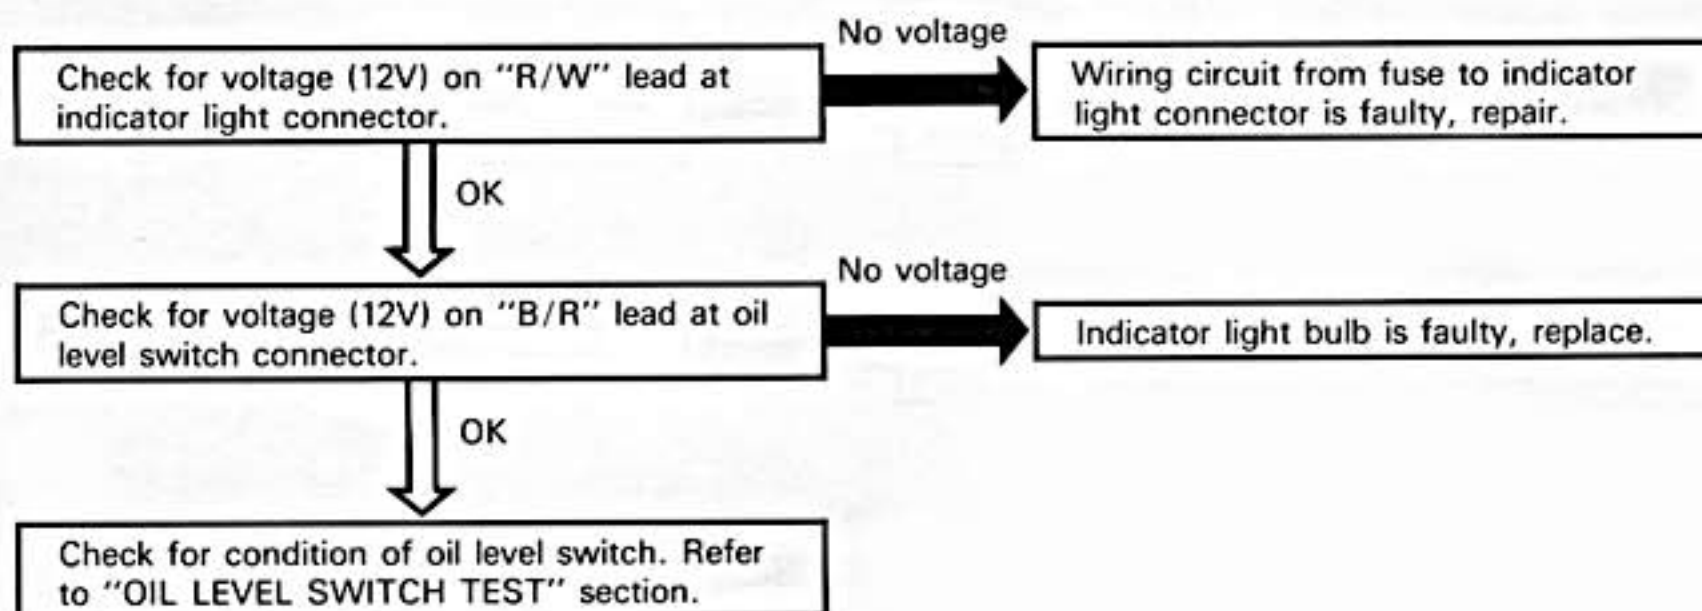 No voltage
Check for voltage (12V) on "R/W" lead at
indicator light connector.
Wiring circuit from fuse to indicator
light connector is faulty, repair.
OK
No voltage
Check for voltage (12V) on "B/R" lead at oil
level switch connector.
Indicator light bulb is faulty, replace.
OK
Check for condition of oil level switch. Refer
to "OIL LEVEL SWITCH TEST" section.